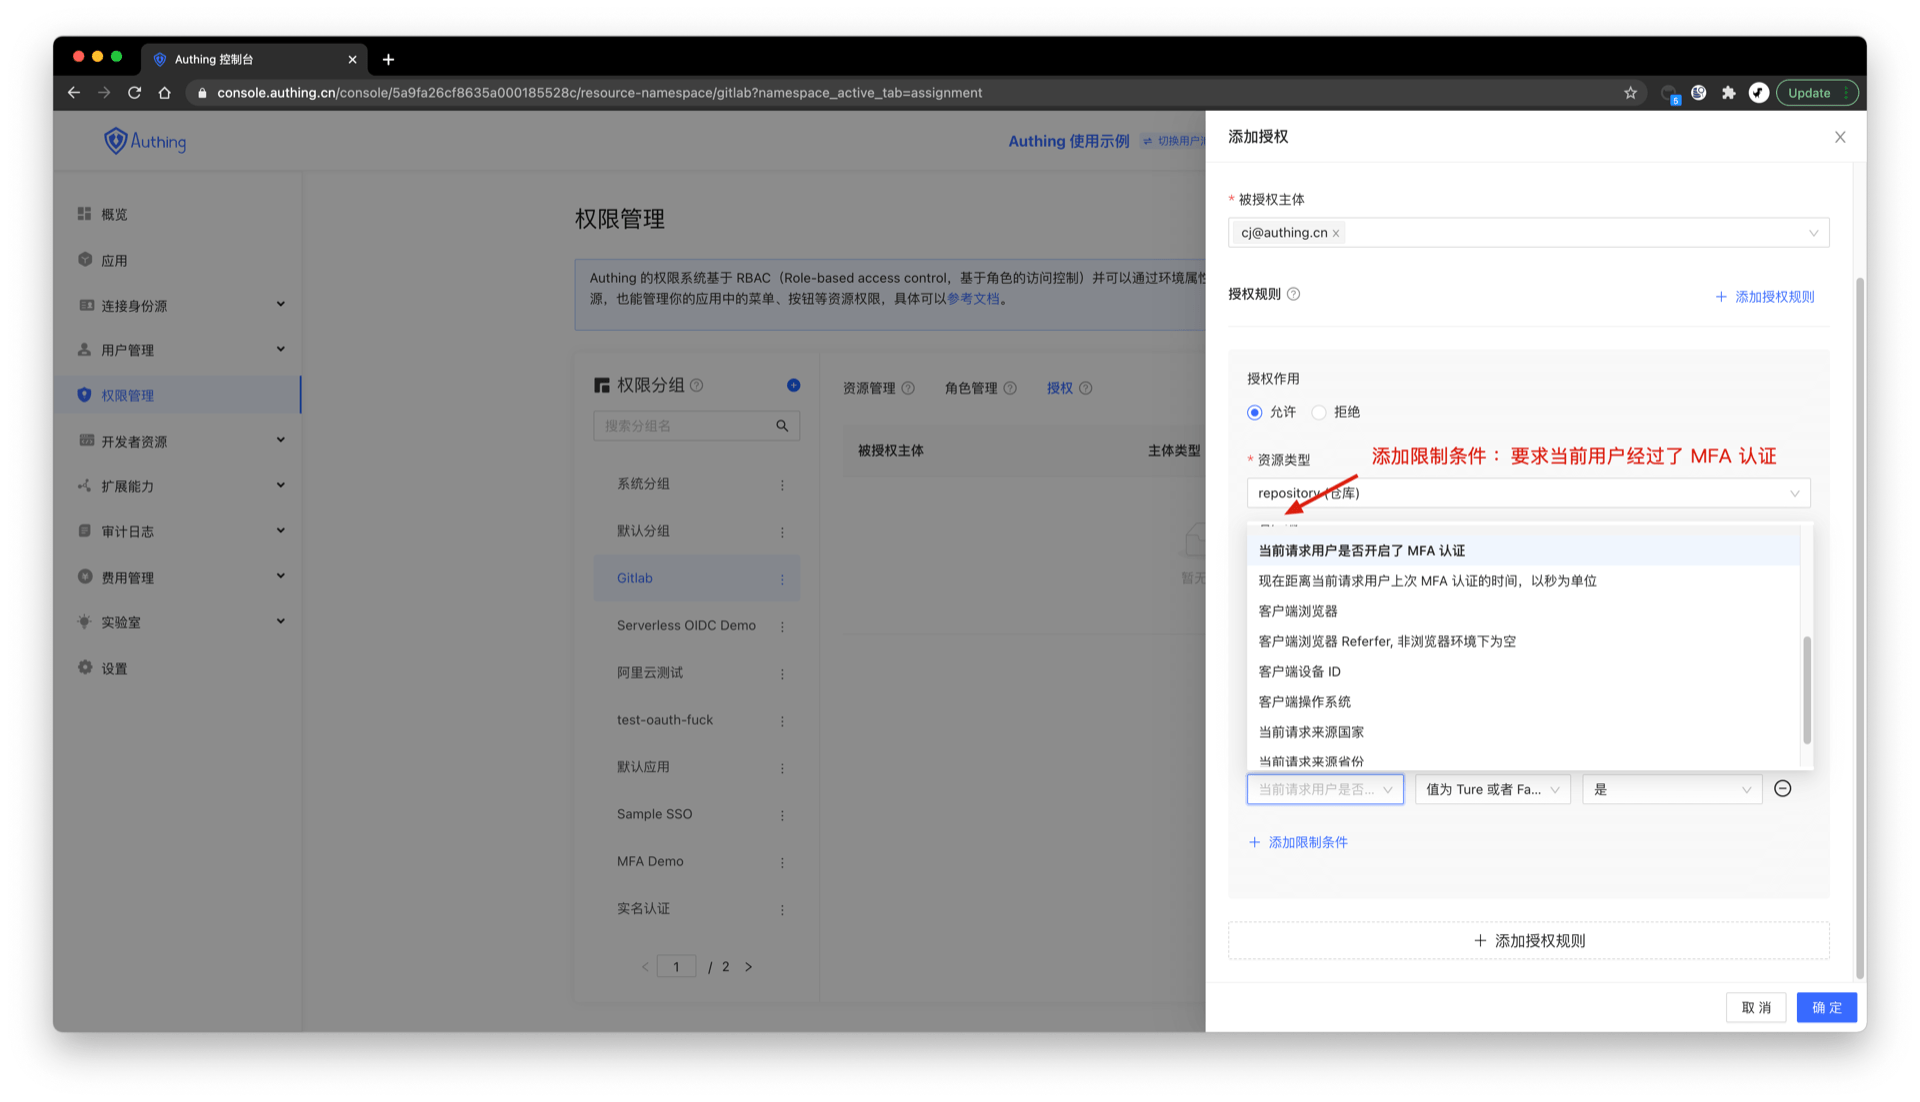 Authing 控制台
console.authing.cn/console/5a9fa26cf8635a000185528c/resource-namespace/gitlab?namespace_active_tab=assignment
5
Update
Authing
Authing 使用示例
切换用户池
概览
应用
连接身份源
用户管理
权限管理
开发者资源
扩展能力
审计日志
费用管理
实验室
设置
权限管理
Authing 的权限系统基于 RBAC（Role-based access control，基于角色的访问控制）并可以通过环境属性
源，也能管理你的应用中的菜单、按钮等资源权限，具体可以参考文档。
权限分组
搜索分组名
系统分组
默认分组
Gitlab
Serverless OIDC Demo
阿里云测试
test-oauth-fuck
默认应用
Sample SSO
MFA Demo
实名认证
1 / 2
资源管理 角色管理 授权
被授权主体 主体类型
暂无
添加授权
* 被授权主体
cj@authing.cn
授权规则
添加授权规则
授权作用
允许 拒绝
* 资源类型
添加限制条件： 要求当前用户经过了 MFA 认证
repository (仓库)
当前请求用户是否开启了 MFA 认证
现在距离当前请求用户上次 MFA 认证的时间，以秒为单位
客户端浏览器
客户端浏览器 Referfer, 非浏览器环境下为空
客户端设备 ID
客户端操作系统
当前请求来源国家
当前请求来源省份
当前请求用户是否... 值为 Ture 或者 Fa... 是
添加限制条件
添加授权规则
取 消 确 定